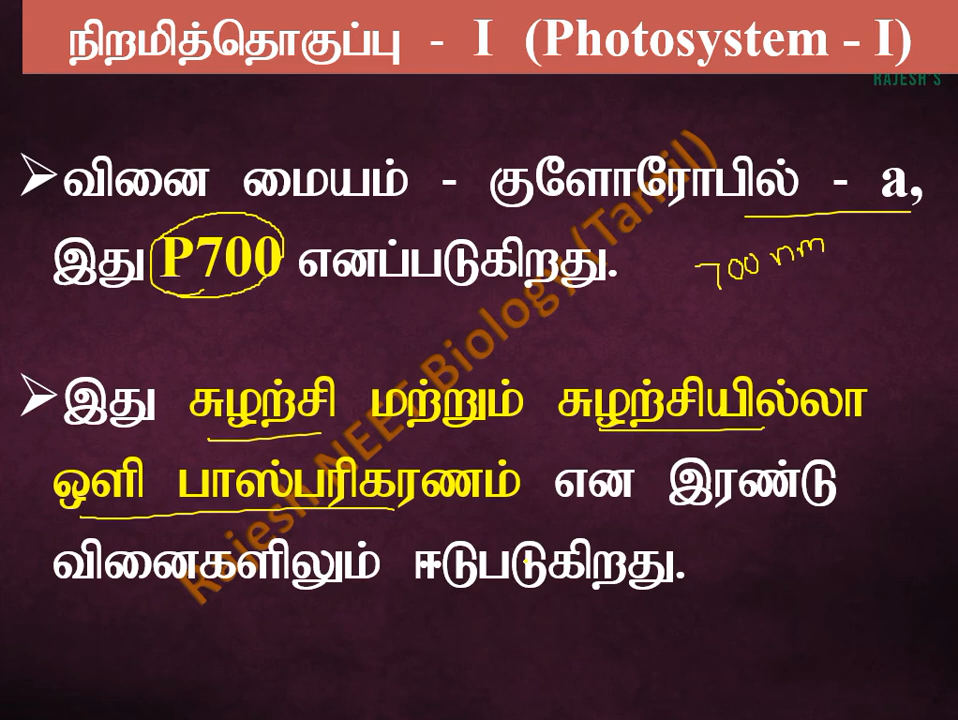 நிறமித்தொகுப்பு - I (Photosystem - I)
RAJESH'S
➢வினை மையம் - குளோரோபில் - a,
இது P700 எனப்படுகிறது.
700 nm
➢இது சுழற்சி மற்றும் சுழற்சியில்லா
ஒளி பாஸ்பரிகரணம் என இரண்டு
வினைகளிலும் ஈடுபடுகிறது.
Rajesh NEET Biology (Tamil)